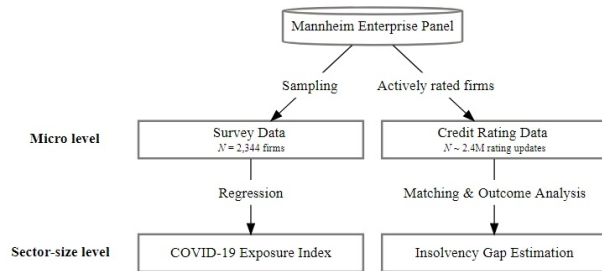 Mannheim Enterprise Panel
Sampling
Actively rated firms
Micro level
Survey Data
N = 2,344 firms
Credit Rating Data
N ~ 2.4M rating updates
Regression
Matching & Outcome Analysis
Sector-size level
COVID-19 Exposure Index
Insolvency Gap Estimation